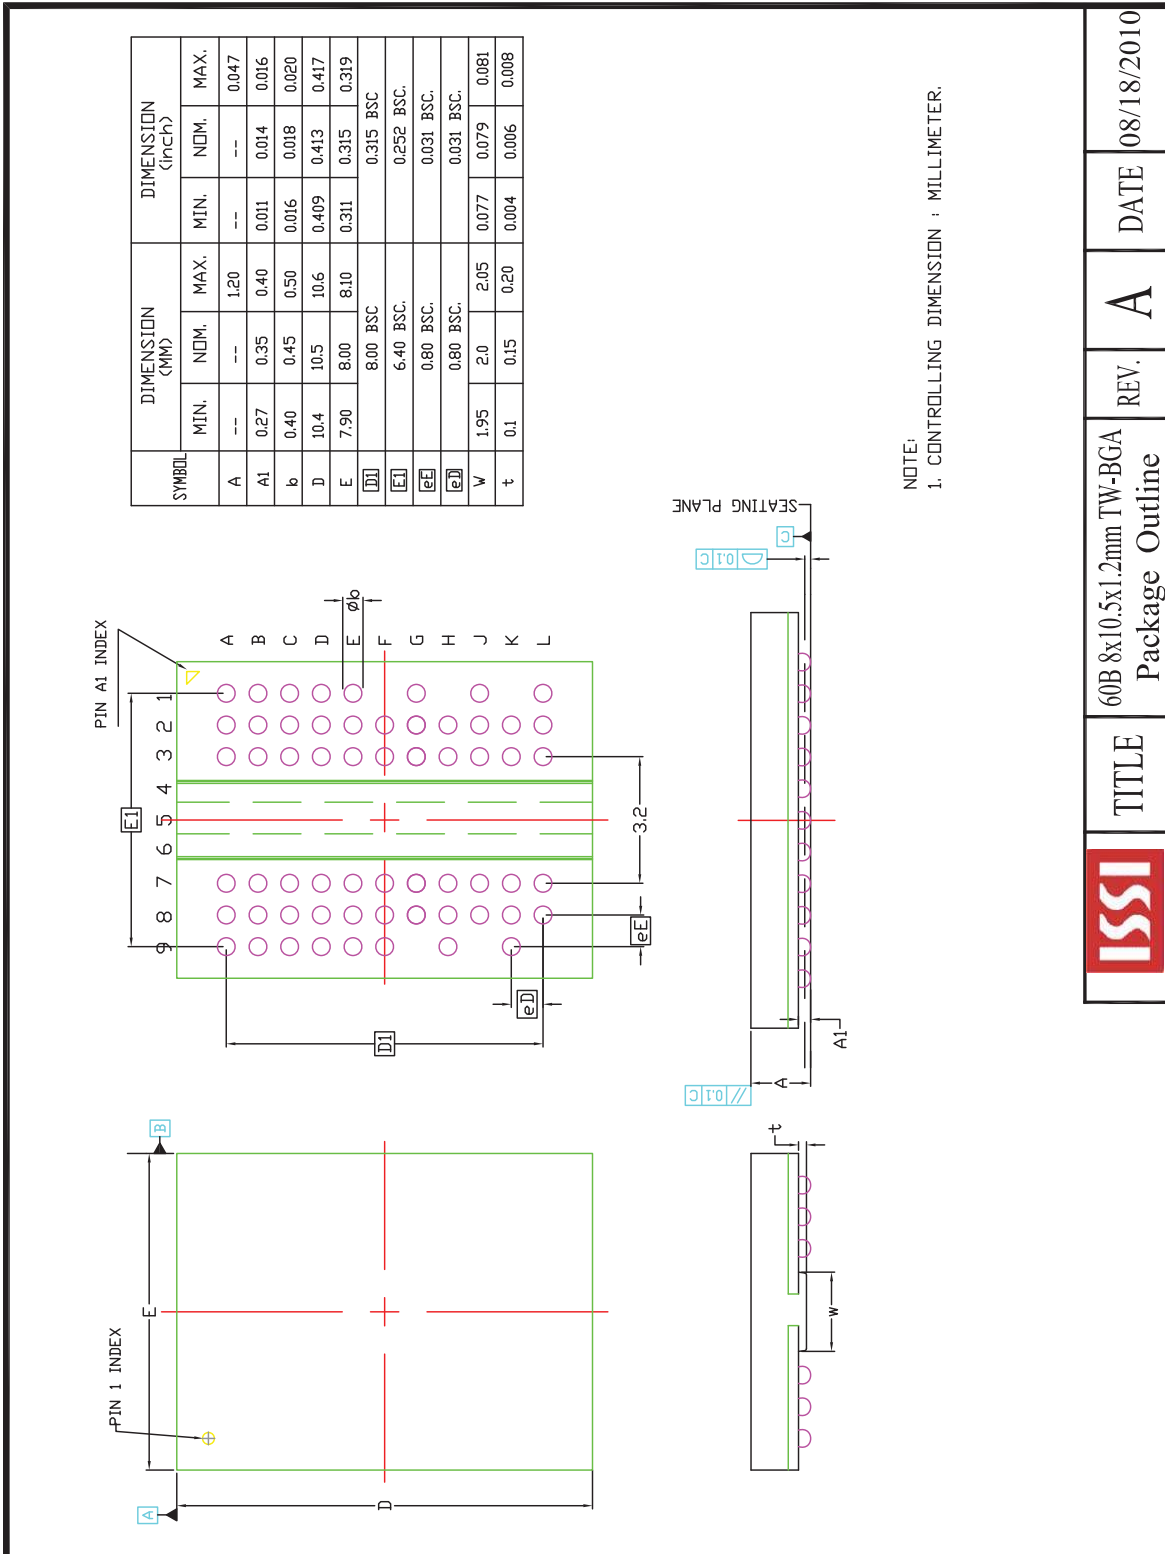 SYMBOL DIMENSION (MM) DIMENSION (inch)
MIN. NOM. MAX. MIN. NOM. MAX.
A -- -- 1.20 -- -- 0.047
A1 0.27 0.35 0.40 0.011 0.014 0.016
b 0.40 0.45 0.50 0.016 0.018 0.020
D 10.4 10.5 10.6 0.409 0.413 0.417
E 7.90 8.00 8.10 0.311 0.315 0.319
D1 8.00 BSC 0.315 BSC
E1 6.40 BSC. 0.252 BSC.
eE 0.80 BSC. 0.031 BSC.
eD 0.80 BSC. 0.031 BSC.
W 1.95 2.0 2.05 0.077 0.079 0.081
t 0.1 0.15 0.20 0.004 0.006 0.008
PIN 1 INDEX
A
B
E
D
PIN A1 INDEX
E1
9 8 7 6 5 4 3 2 1
A
B
C
D
E
F
G
H
J
K
L
øb
D1
eD
eE
3.2
// 0.1 C
A
A1
0.1 C
C
SEATING PLANE
t
w
NOTE:
1. CONTROLLING DIMENSION : MILLIMETER.
ISSI
TITLE
60B 8x10.5x1.2mm TW-BGA
Package Outline
REV.
A
DATE
08/18/2010